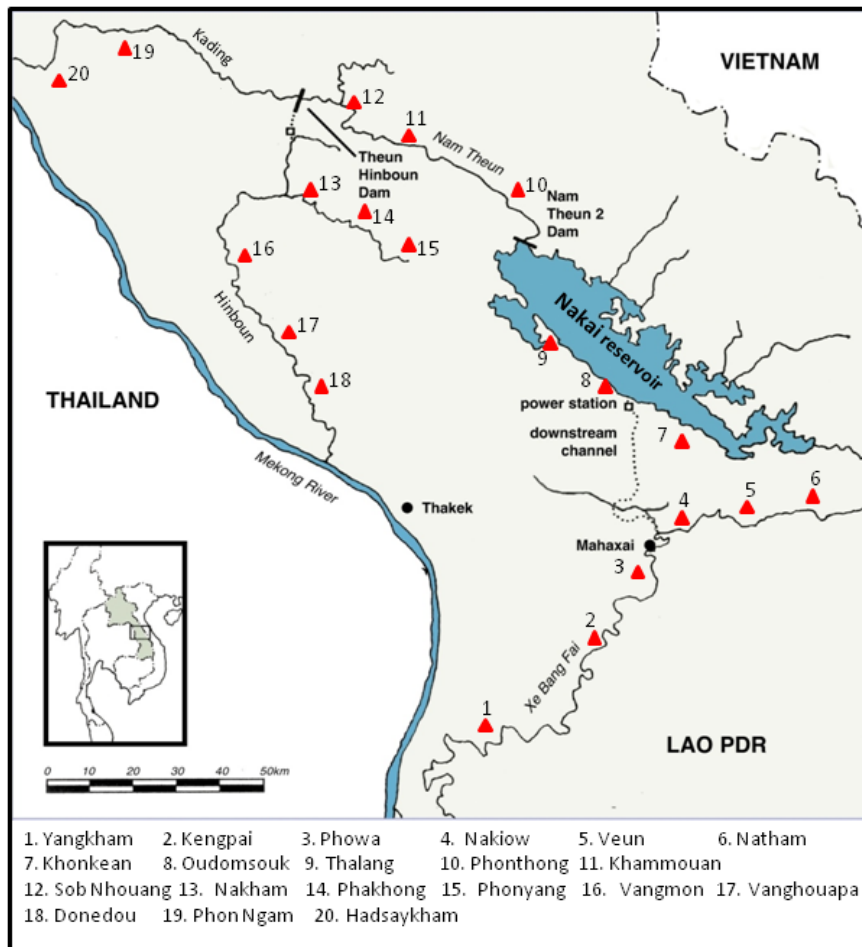 VIETNAM
Kading
19
20
12
11
Nam Theun
Theun
Hinboun
Dam
10
Nam
Theun 2
Dam
13
14
15
16
Hinboun
17
18
Nakai reservoir
9
8
power station
downstream
channel
7
THAILAND
Mekong River
Thakek
6
5
4
Mahaxai
3
2
Xe Bang Fai
1
LAO PDR
0 10 20 30 40 50km
1. Yangkham 2. Kengpai 3. Phowa 4. Nakiow 5. Veun 6. Natham
7. Khonkean 8. Oudomsouk 9. Thalang 10. Phonthong 11. Khammouan
12. Sob Nhouang 13. Nakham 14. Phakhong 15. Phonyang 16. Vangmon 17. Vanghouapa
18. Donedou 19. Phon Ngam 20. Hadsaykham